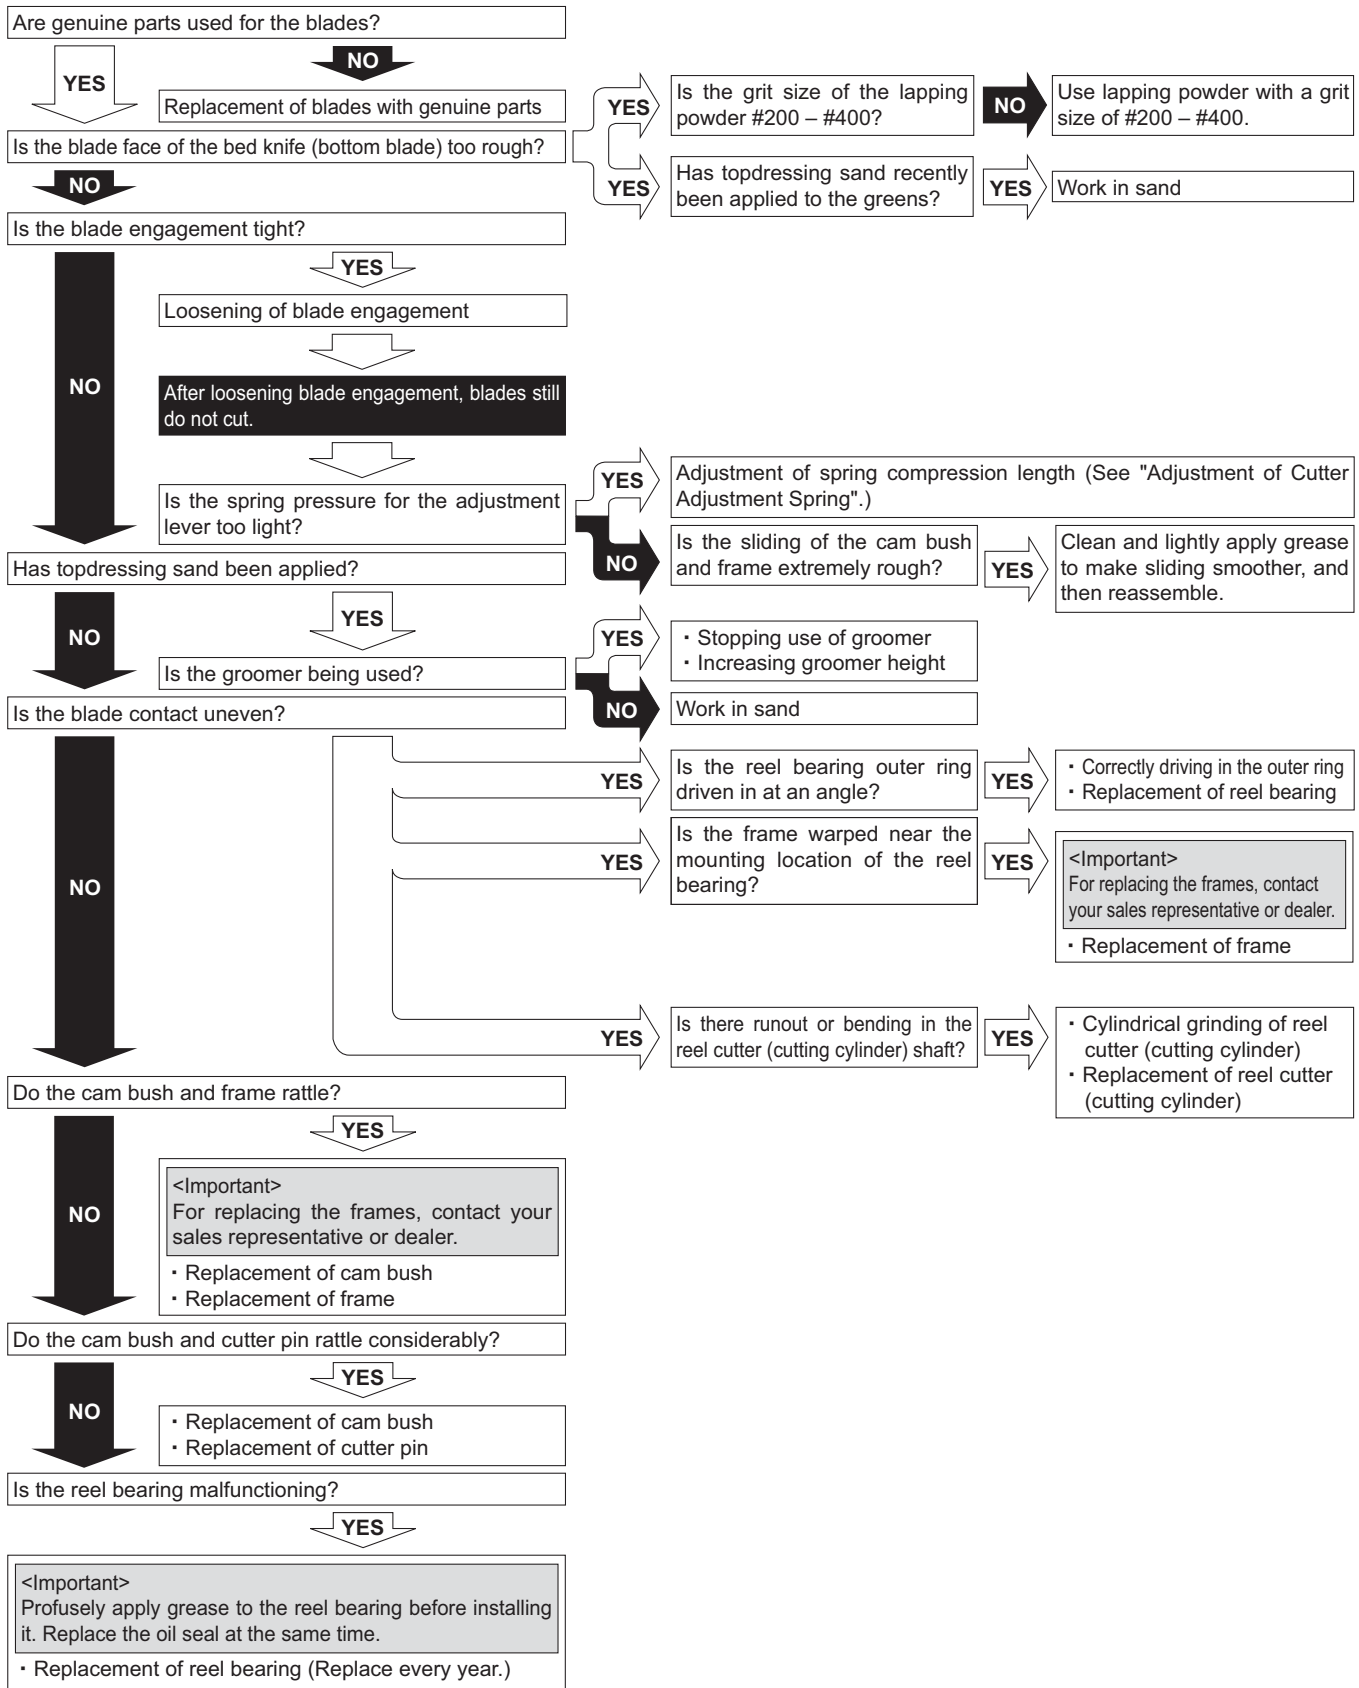 Are genuine parts used for the blades?
YES
NO
Replacement of blades with genuine parts
Is the blade face of the bed knife (bottom blade) too rough?
YES
Is the grit size of the lapping
powder #200 – #400?
NO
Use lapping powder with a grit
size of #200 – #400.
YES
Has topdressing sand recently
been applied to the greens?
YES
Work in sand
NO
Is the blade engagement tight?
YES
Loosening of blade engagement
NO
After loosening blade engagement, blades still
do not cut.
Is the spring pressure for the adjustment
lever too light?
YES
Adjustment of spring compression length (See "Adjustment of Cutter
Adjustment Spring".)
NO
Is the sliding of the cam bush
and frame extremely rough?
YES
Clean and lightly apply grease
to make sliding smoother, and
then reassemble.
Has topdressing sand been applied?
NO
YES
Is the groomer being used?
YES
・Stopping use of groomer
・Increasing groomer height
NO
Work in sand
Is the blade contact uneven?
NO
YES
Is the reel bearing outer ring
driven in at an angle?
YES
・Correctly driving in the outer ring
・Replacement of reel bearing
YES
Is the frame warped near the
mounting location of the reel
bearing?
YES
<Important>
For replacing the frames, contact
your sales representative or dealer.
・Replacement of frame
YES
Is there runout or bending in the
reel cutter (cutting cylinder) shaft?
YES
・Cylindrical grinding of reel
cutter (cutting cylinder)
・Replacement of reel cutter
(cutting cylinder)
Do the cam bush and frame rattle?
YES
NO
<Important>
For replacing the frames, contact your
sales representative or dealer.
・Replacement of cam bush
・Replacement of frame
Do the cam bush and cutter pin rattle considerably?
YES
NO
・Replacement of cam bush
・Replacement of cutter pin
Is the reel bearing malfunctioning?
YES
<Important>
Profusely apply grease to the reel bearing before installing
it. Replace the oil seal at the same time.
・Replacement of reel bearing (Replace every year.)